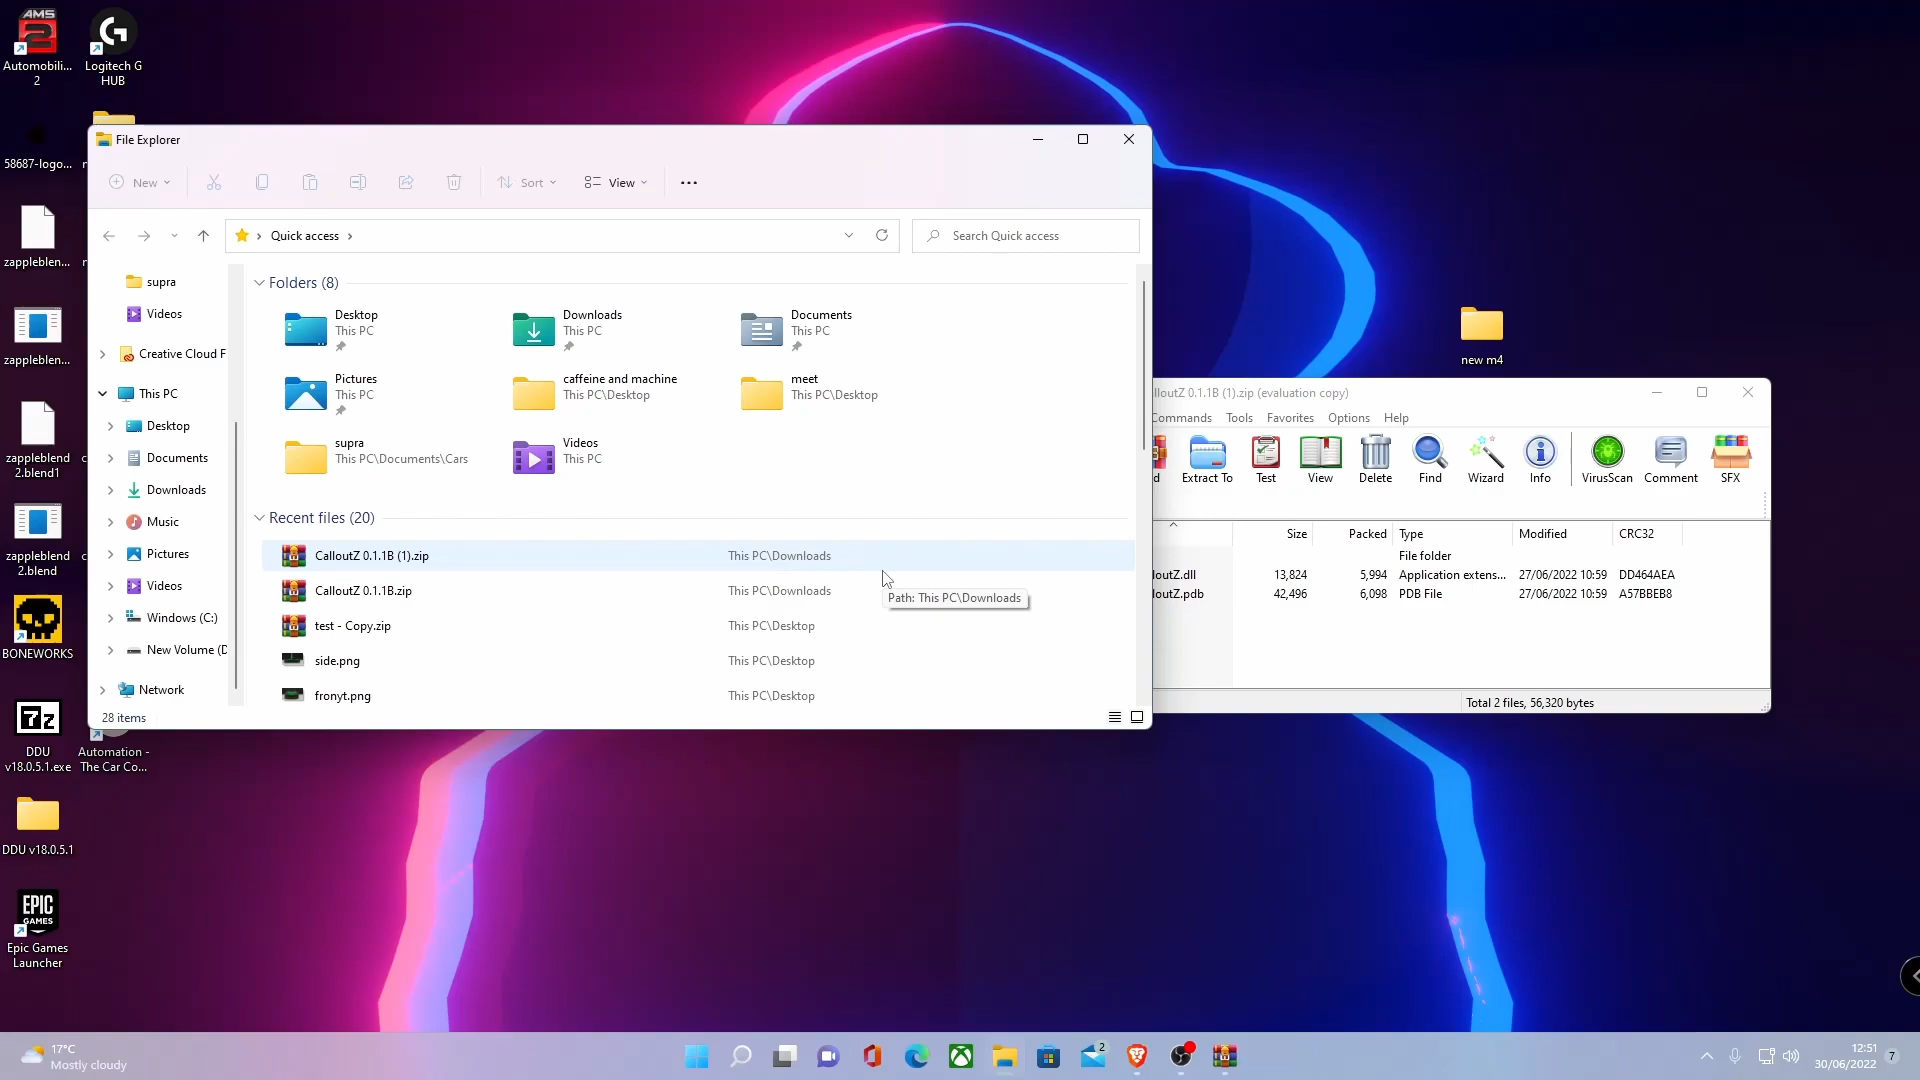 AMS
2
Automobili...
2
Logitech G
HUB
58687-logo...
zappleblen...
zappleblen...
zappleblend
2.blend1
zappleblend
2.blend
BONEWORKS
7z
DDU
v18.0.5.1.exe
Automation -
The Car Co...
DDU v18.0.5.1
EPIC
GAMES
Epic Games
Launcher
new m4
File Explorer
New
Sort
View
Quick access
Search Quick access
supra
Videos
Creative Cloud F
This PC
Desktop
Documents
Downloads
Music
Pictures
Videos
Windows (C:)
New Volume (D
Network
28 items
Folders (8)
Desktop
This PC
Downloads
This PC
Documents
This PC
Pictures
This PC
caffeine and machine
This PC\Desktop
meet
This PC\Desktop
supra
This PC\Documents\Cars
Videos
This PC
Recent files (20)
CalloutZ 0.1.1B (1).zip This PC\Downloads
CalloutZ 0.1.1B.zip This PC\Downloads
Path: This PC\Downloads
test - Copy.zip This PC\Desktop
side.png This PC\Desktop
fronyt.png This PC\Desktop
lloutZ 0.1.1B (1).zip (evaluation copy)
Commands Tools Favorites Options Help
d Extract To Test View Delete Find Wizard Info VirusScan Comment SFX
Size Packed Type Modified CRC32
File folder
loutZ.dll 13,824 5,994 Application extens... 27/06/2022 10:59 DD464AEA
loutZ.pdb 42,496 6,098 PDB File 27/06/2022 10:59 A57BBEB8
Total 2 files, 56,320 bytes
17°C
Mostly cloudy
2
12:51
30/06/2022
7